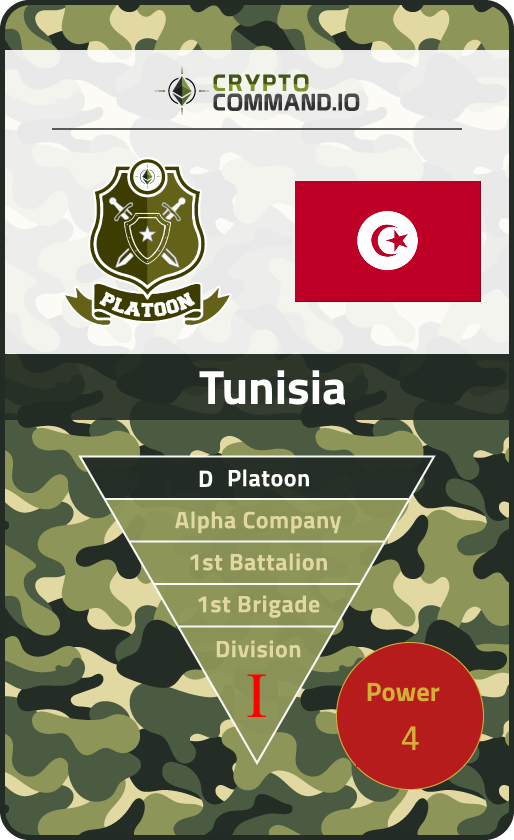 CRYPTO
COMMAND.IO
PLATOON
Tunisia
D Platoon
Alpha Company
1st Battalion
1st Brigade
Division
I
Power
4